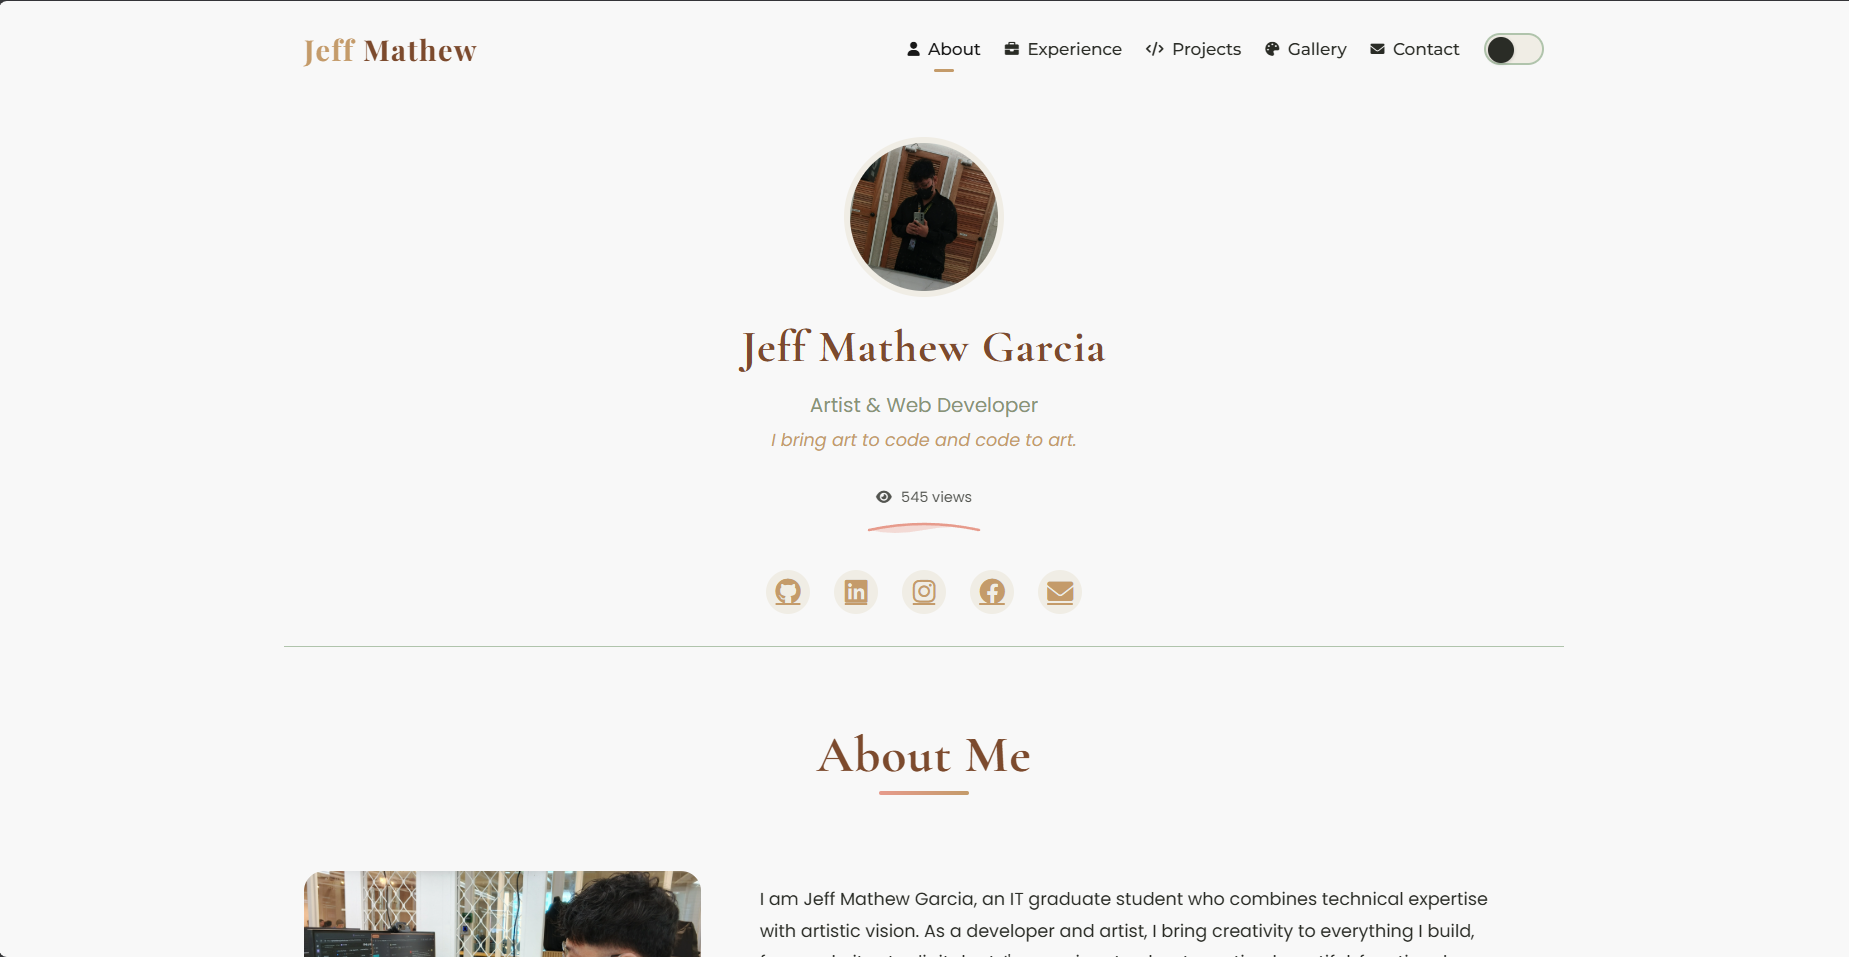 Jeff Mathew
About
Experience
Projects
Gallery
Contact
Jeff Mathew Garcia
Artist & Web Developer
I bring art to code and code to art.
545 views
About Me
I am Jeff Mathew Garcia, an IT graduate student who combines technical expertise
with artistic vision. As a developer and artist, I bring creativity to everything I build,